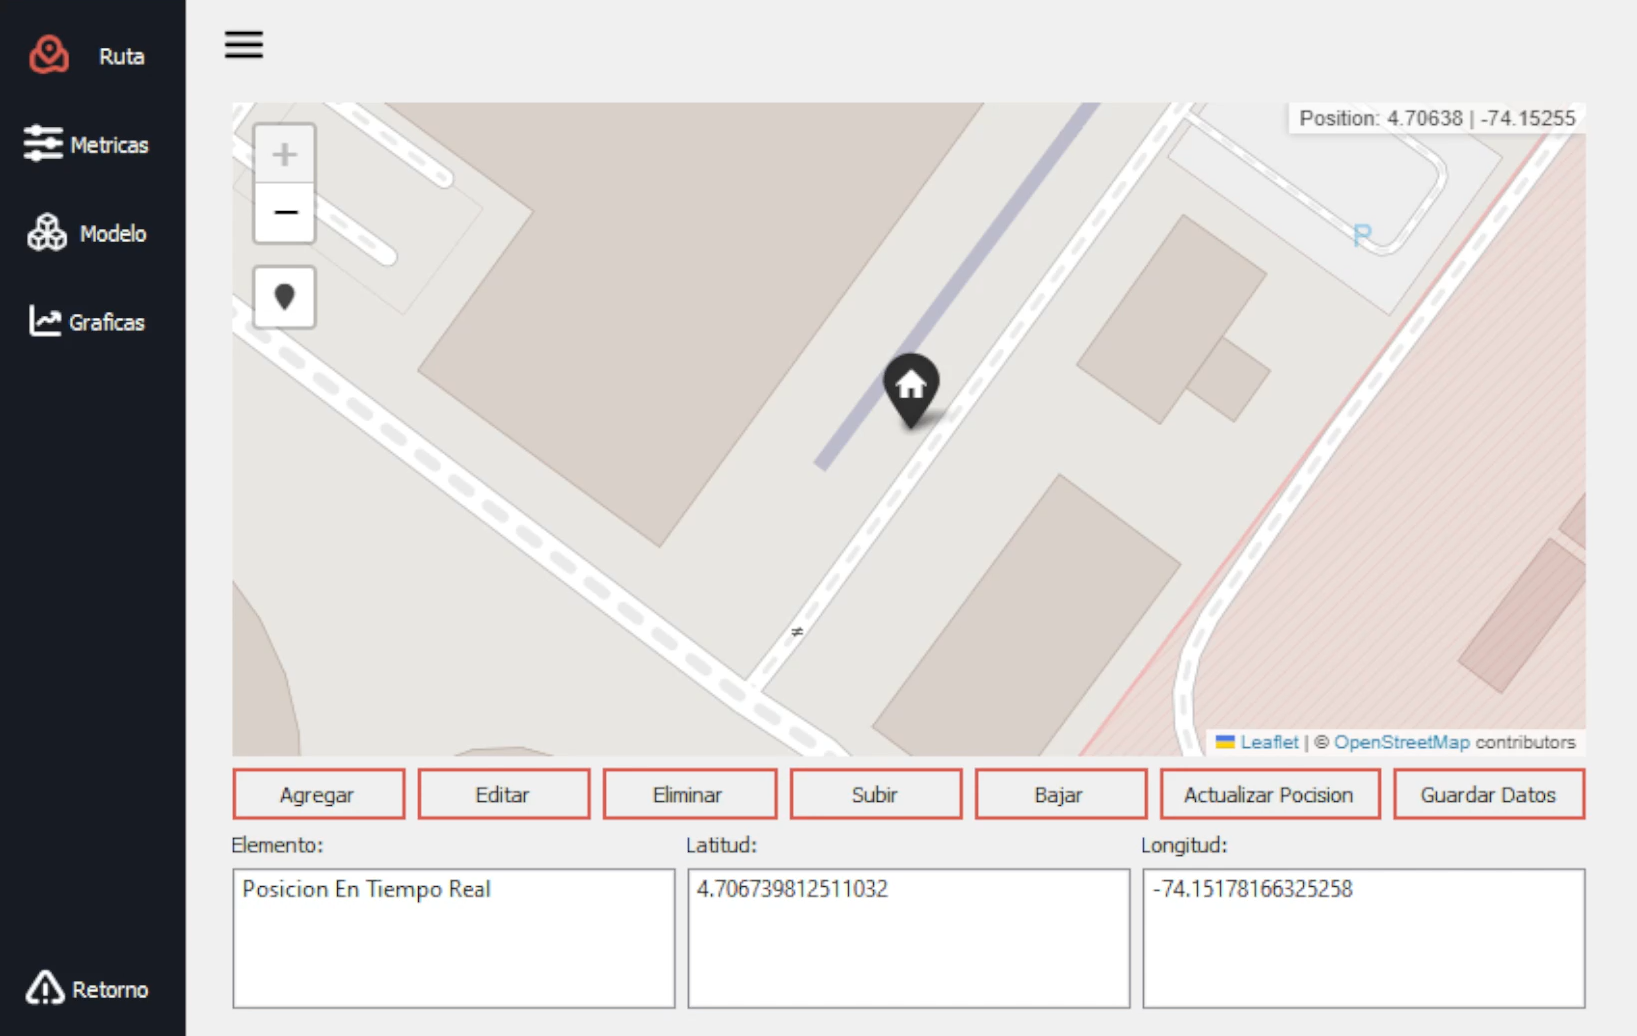 Ruta
Metricas
Modelo
Graficas
Retorno
Position: 4.70638 | -74.15255
+
−
P
≠
Leaflet | © OpenStreetMap contributors
Agregar
Editar
Eliminar
Subir
Bajar
Actualizar Pocision
Guardar Datos
Elemento:
Latitud:
Longitud:
Posicion En Tiempo Real
4.706739812511032
-74.15178166325258